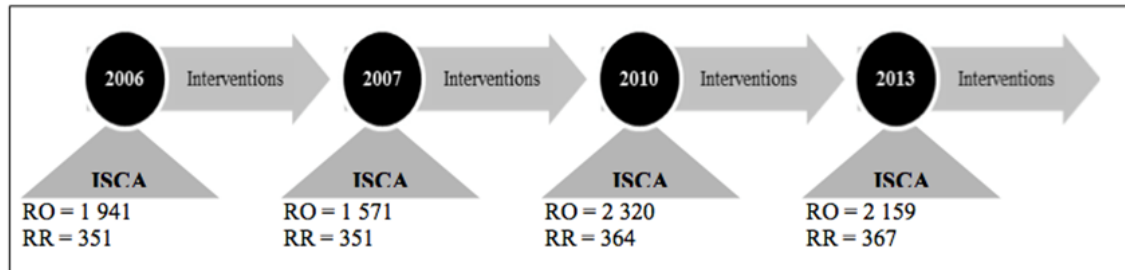 2006 Interventions 2007 Interventions 2010 Interventions 2013 Interventions
ISCA ISCA ISCA ISCA
RO = 1 941 RO = 1 571 RO = 2 320 RO = 2 159
RR = 351 RR = 351 RR = 364 RR = 367